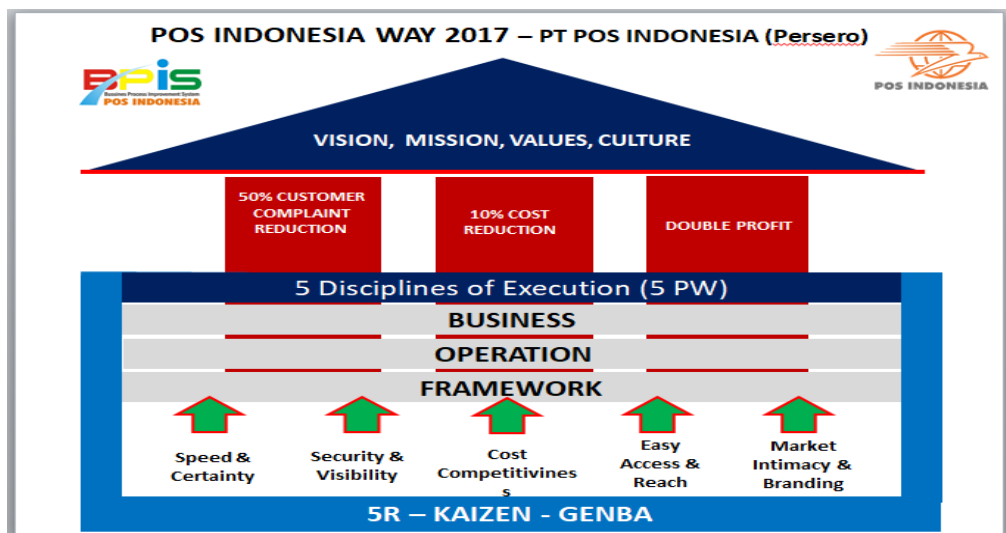 POS INDONESIA WAY 2017 – PT POS INDONESIA (Persero)
BPiS
Bussines Process Improvement System
POS INDONESIA
POS INDONESIA
VISION, MISSION, VALUES, CULTURE
50% CUSTOMER
COMPLAINT
REDUCTION
10% COST
REDUCTION
DOUBLE PROFIT
5 Disciplines of Execution (5 PW)
BUSINESS
OPERATION
FRAMEWORK
Speed &
Certainty
Security &
Visibility
Cost
Competitivines
s
Easy
Access &
Reach
Market
Intimacy &
Branding
5R – KAIZEN - GENBA